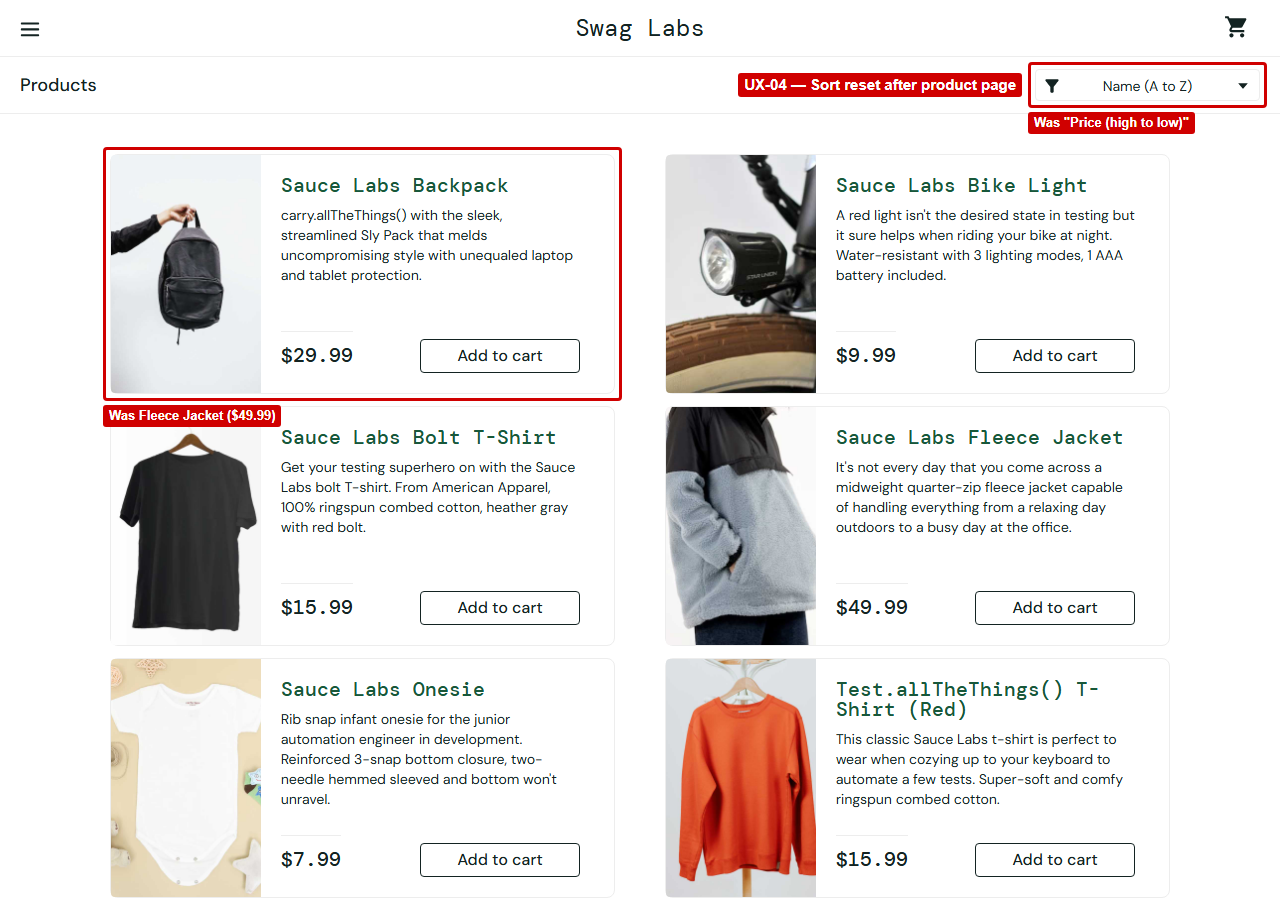 Swag Labs
Products
UX-04 — Sort reset after product page
Name (A to Z)
Was "Price (high to low)"
Sauce Labs Backpack
carry.allTheThings() with the sleek,
streamlined Sly Pack that melds
uncompromising style with unequaled laptop
and tablet protection.
$29.99
Add to cart
Sauce Labs Bike Light
A red light isn't the desired state in testing but
it sure helps when riding your bike at night.
Water-resistant with 3 lighting modes, 1 AAA
battery included.
$9.99
Add to cart
Was Fleece Jacket ($49.99)
Sauce Labs Bolt T-Shirt
Get your testing superhero on with the Sauce
Labs bolt T-shirt. From American Apparel,
100% ringspun combed cotton, heather gray
with red bolt.
$15.99
Add to cart
Sauce Labs Fleece Jacket
It's not every day that you come across a
midweight quarter-zip fleece jacket capable
of handling everything from a relaxing day
outdoors to a busy day at the office.
$49.99
Add to cart
Sauce Labs Onesie
Rib snap infant onesie for the junior
automation engineer in development.
Reinforced 3-snap bottom closure, two-
needle hemmed sleeved and bottom won't
unravel.
$7.99
Add to cart
Test.allTheThings() T-
Shirt (Red)
This classic Sauce Labs t-shirt is perfect to
wear when cozying up to your keyboard to
automate a few tests. Super-soft and comfy
ringspun combed cotton.
$15.99
Add to cart